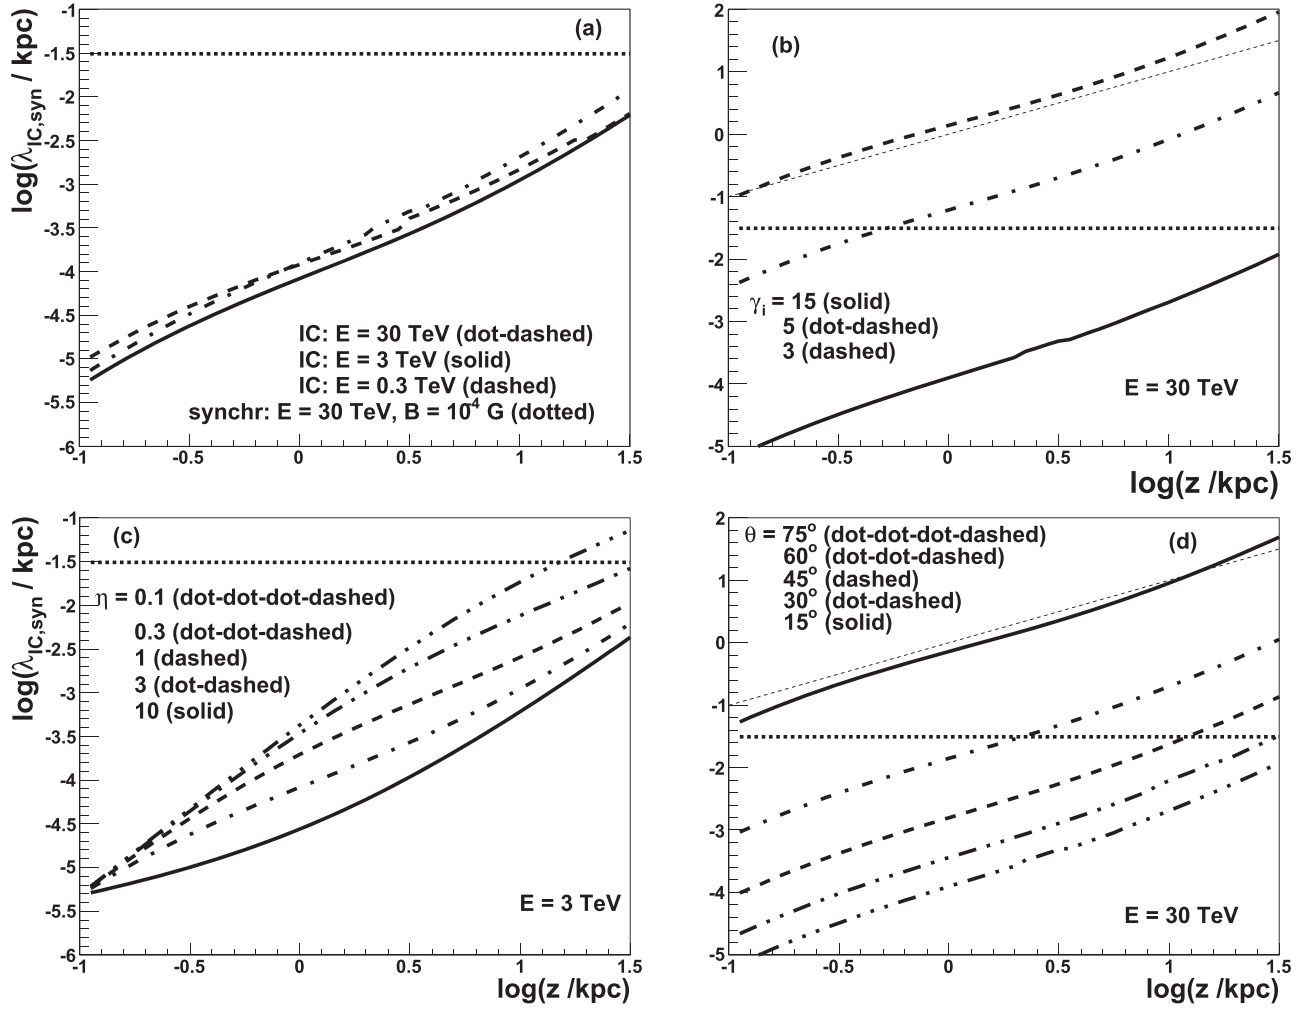 log(λIC,syn / kpc)
-1
-1.5
-2
-2.5
-3
-3.5
-4
-4.5
-5
-5.5
-6
(a)
IC: E = 30 TeV (dot-dashed)
IC: E = 3 TeV (solid)
IC: E = 0.3 TeV (dashed)
synchr: E = 30 TeV, B = 10^4 G (dotted)
-1 -0.5 0 0.5 1 1.5
2
1
0
-1
-2
-3
-4
-5
(b)
γi = 15 (solid)
5 (dot-dashed)
3 (dashed)
E = 30 TeV
-1 -0.5 0 0.5 1 1.5
log(z /kpc)
log(λIC,syn / kpc)
-1
-1.5
-2
-2.5
-3
-3.5
-4
-4.5
-5
-5.5
-6
(c)
η = 0.1 (dot-dot-dot-dashed)
0.3 (dot-dot-dashed)
1 (dashed)
3 (dot-dashed)
10 (solid)
E = 3 TeV
-1 -0.5 0 0.5 1 1.5
log(z /kpc)
2
1
0
-1
-2
-3
-4
-5
θ = 75° (dot-dot-dot-dashed)
60° (dot-dot-dashed)
45° (dashed)
30° (dot-dashed)
15° (solid)
(d)
E = 30 TeV
-1 -0.5 0 0.5 1 1.5
log(z /kpc)